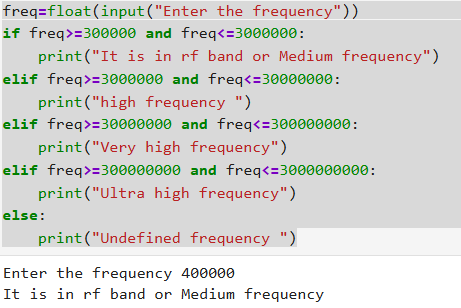 freq=float(input("Enter the frequency"))
if freq>=300000 and freq<=3000000:
    print("It is in rf band or Medium frequency")
elif freq>=3000000 and freq<=30000000:
    print("high frequency ")
elif freq>=30000000 and freq<=300000000:
    print("Very high frequency")
elif freq>=300000000 and freq<=3000000000:
    print("Ultra high frequency")
else:
    print("Undefined frequency ")
Enter the frequency 400000
It is in rf band or Medium frequency